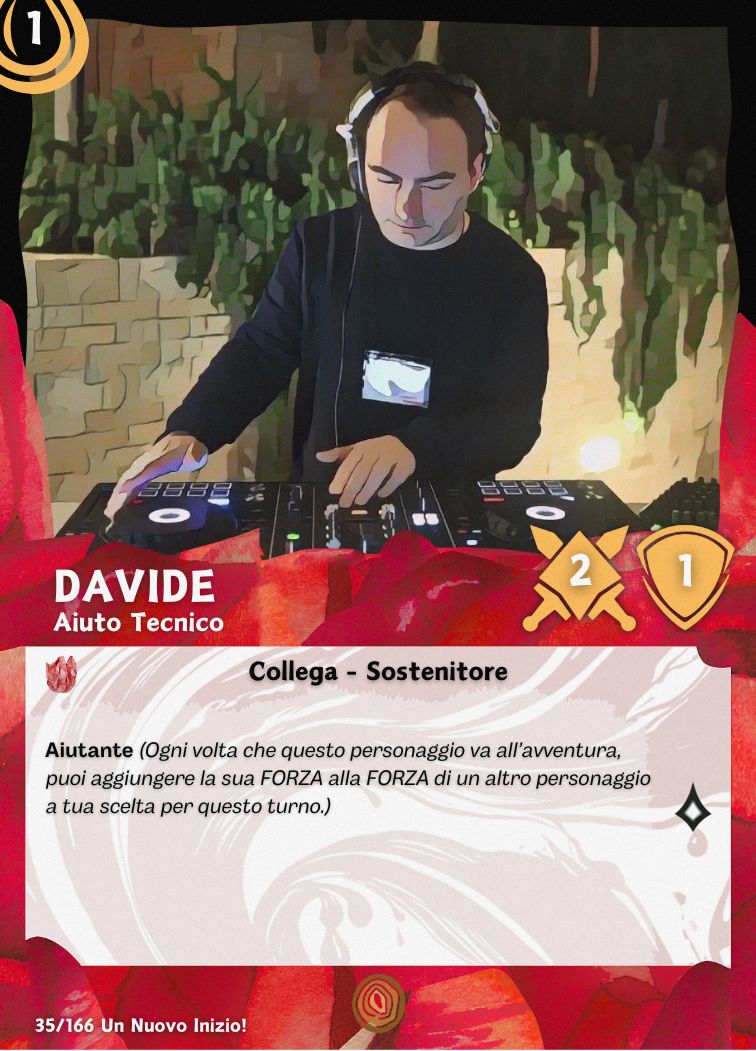 1
2
1
DAVIDE
Aiuto Tecnico
Collega - Sostenitore
Aiutante (Ogni volta che questo personaggio va all'avventura,
puoi aggiungere la sua FORZA alla FORZA di un altro personaggio
a tua scelta per questo turno.)
35/166 Un Nuovo Inizio!